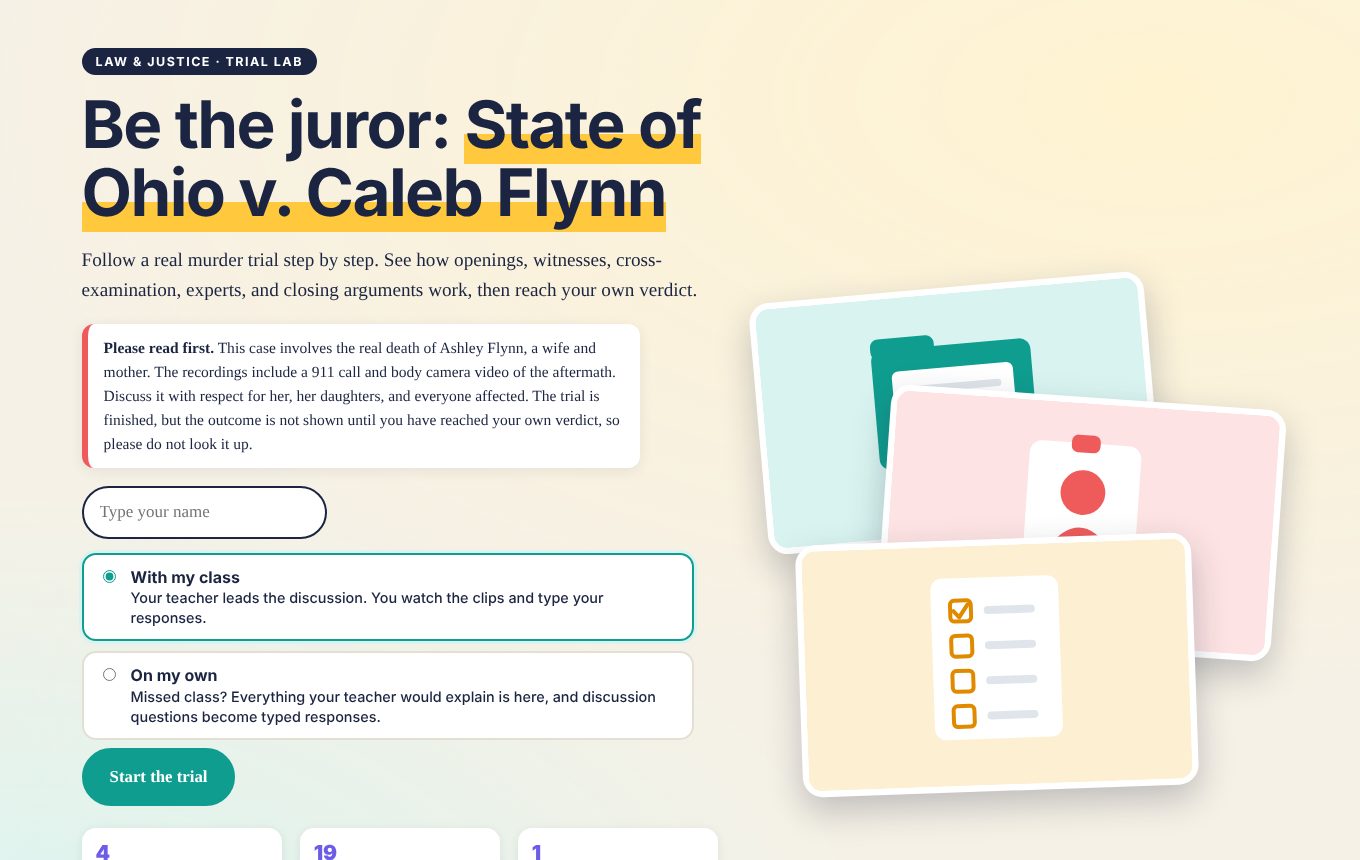 LAW & JUSTICE · TRIAL LAB
Be the juror: State of
Ohio v. Caleb Flynn
Follow a real murder trial step by step. See how openings, witnesses, cross-
examination, experts, and closing arguments work, then reach your own verdict.
Please read first. This case involves the real death of Ashley Flynn, a wife and
mother. The recordings include a 911 call and body camera video of the aftermath.
Discuss it with respect for her, her daughters, and everyone affected. The trial is
finished, but the outcome is not shown until you have reached your own verdict, so
please do not look it up.
Type your name
With my class
Your teacher leads the discussion. You watch the clips and type your
responses.
On my own
Missed class? Everything your teacher would explain is here, and discussion
questions become typed responses.
Start the trial
4 19 1